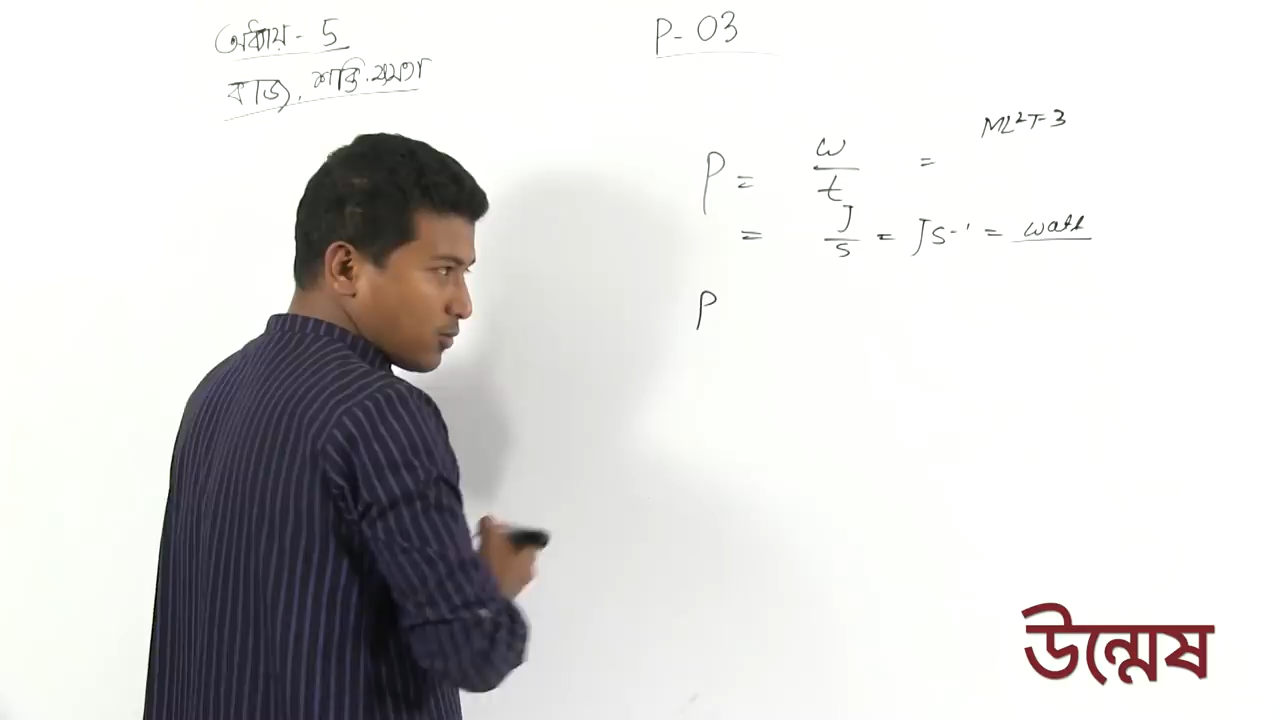 অধ্যায় - 5
কাজ, শক্তি, ক্ষমতা
P - 03
P = w/t = ML²T-3
= J/s = Js-¹ = watt
P
উন্মেষ